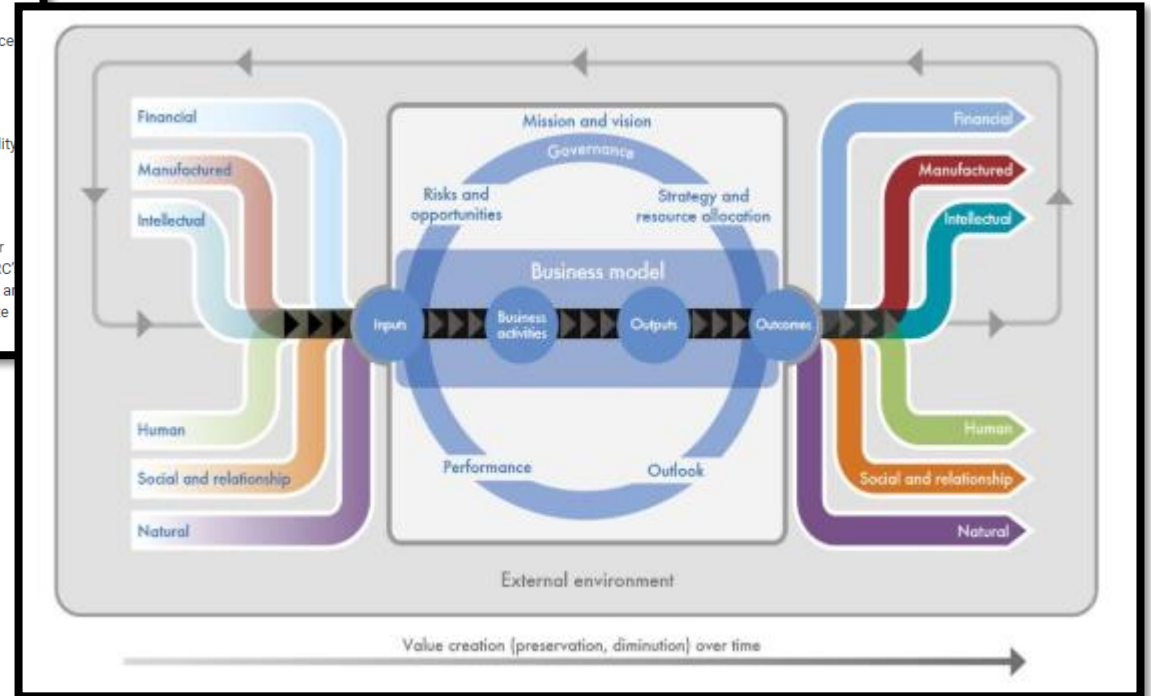 Financial
Manufactured
Intellectual
Human
Social and relationship
Natural
Mission and vision
Governance
Risks and
opportunities
Strategy and
resource allocation
Business model
Inputs
Business
activities
Outputs
Outcomes
Performance
Outlook
Financial
Manufactured
Intellectual
Human
Social and relationship
Natural
External environment
Value creation (preservation, diminution) over time